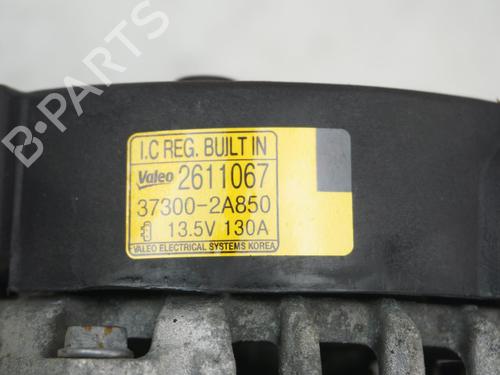 B-PARTS
I.C REG. BUILT IN
Valeo 2611067
37300-2A850
13.5V 130A
VALEO ELECTRICAL SYSTEMS KOREA